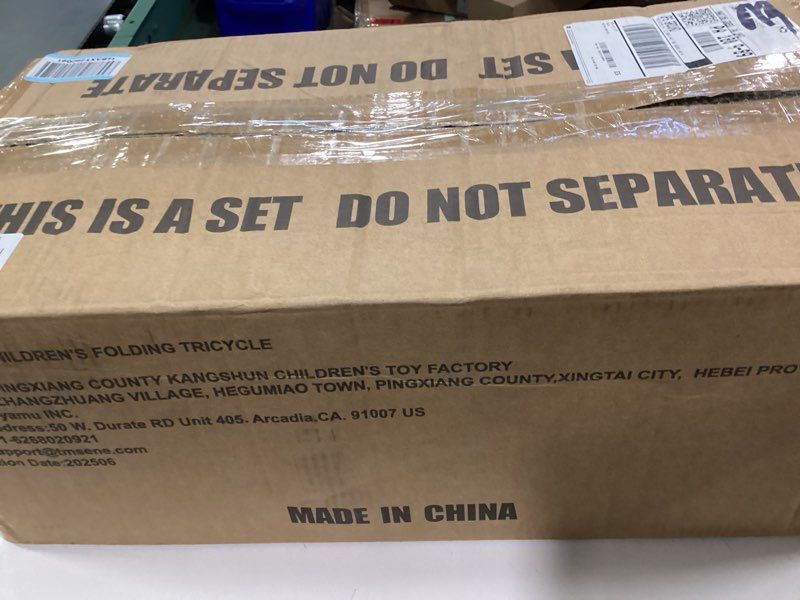 A SET DO NOT SEPARATE
HIS IS A SET DO NOT SEPARAT
HILDREN'S FOLDING TRICYCLE
INGXIANG COUNTY KANGSHUN CHILDREN'S TOY FACTORY
CHANGZHUANG VILLAGE, HEGUMIAO TOWN, PINGXIANG COUNTY,XINGTAI CITY, HEBEI PRO
yamu INC.
dress:50 W. Durate RD Unit 405. Arcadia,CA. 91007 US
1-6268020921
upport@tmsene.com
tion Date:202506
MADE IN CHINA